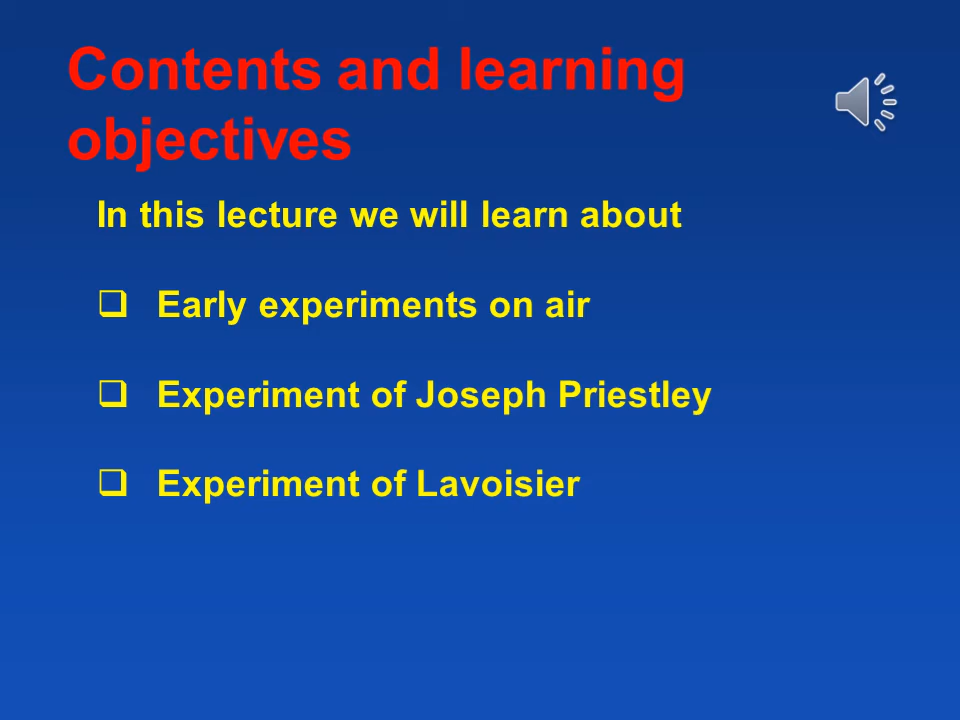 Contents and learning
objectives
In this lecture we will learn about
❑ Early experiments on air
❑ Experiment of Joseph Priestley
❑ Experiment of Lavoisier